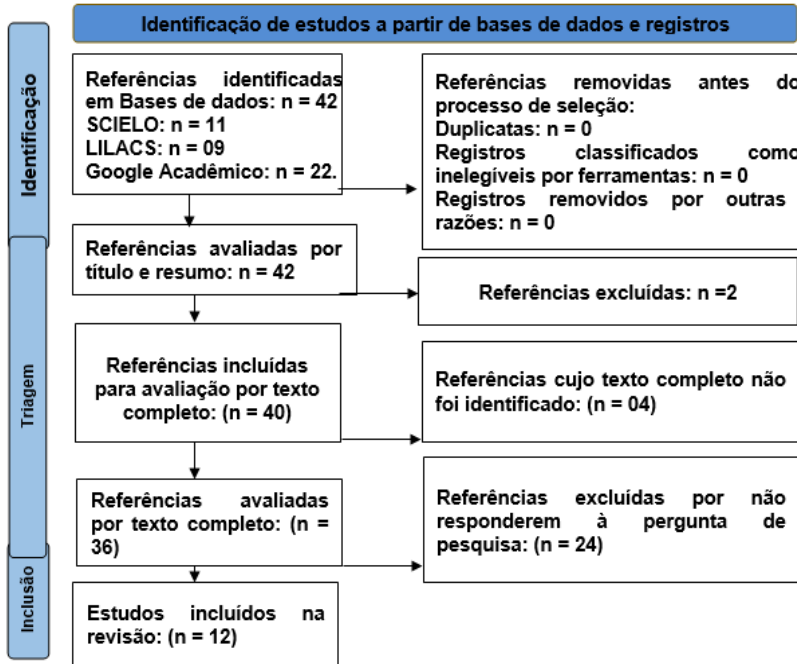 Identificação de estudos a partir de bases de dados e registros
Identificação
Referências identificadas
em Bases de dados: n = 42
SCIELO: n = 11
LILACS: n = 09
Google Acadêmico: n = 22.
Referências removidas antes do
processo de seleção:
Duplicatas: n = 0
Registros classificados como
inelegíveis por ferramentas: n = 0
Registros removidos por outras
razões: n = 0
Triagem
Referências avaliadas por
título e resumo: n = 42
Referências excluídas: n =2
Referências incluídas
para avaliação por texto
completo: (n = 40)
Referências cujo texto completo não
foi identificado: (n = 04)
Referências avaliadas
por texto completo: (n =
36)
Referências excluídas por não
responderem à pergunta de
pesquisa: (n = 24)
Inclusão
Estudos incluídos na
revisão: (n = 12)